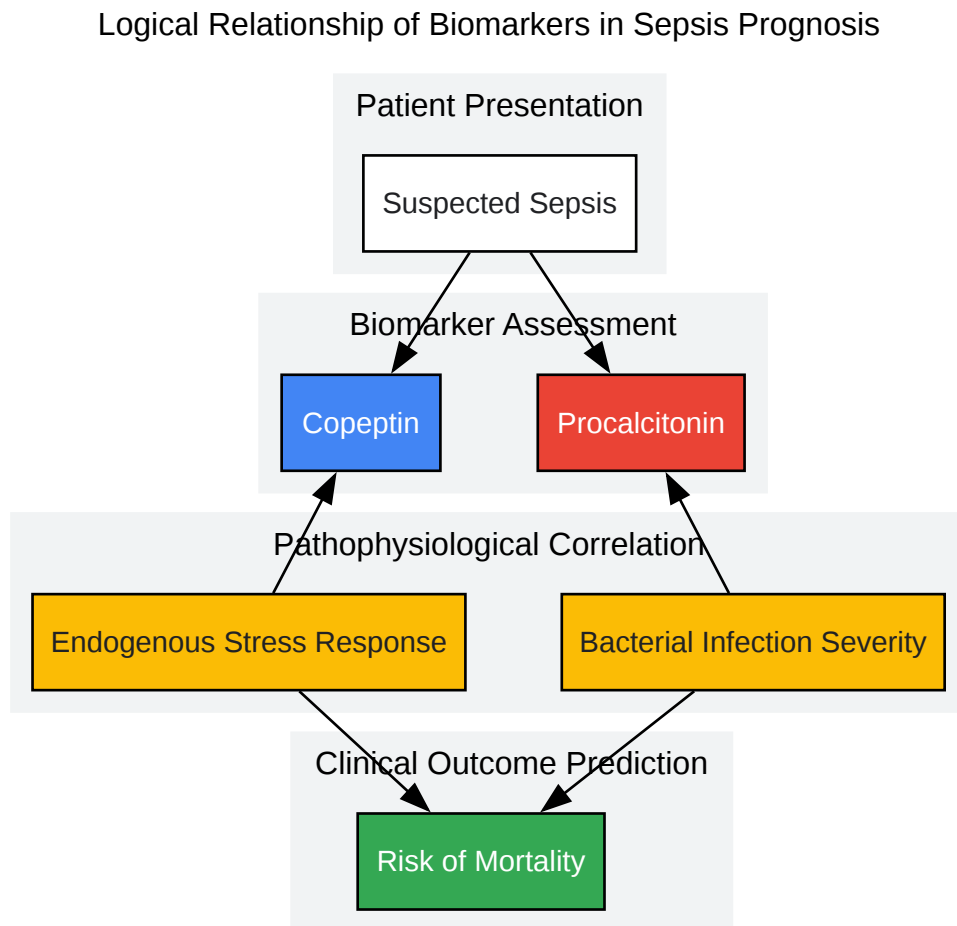 Logical Relationship of Biomarkers in Sepsis Prognosis
Patient Presentation
Suspected Sepsis
Biomarker Assessment
Copeptin
Procalcitonin
Pathophysiological Correlation
Endogenous Stress Response
Bacterial Infection Severity
Clinical Outcome Prediction
Risk of Mortality